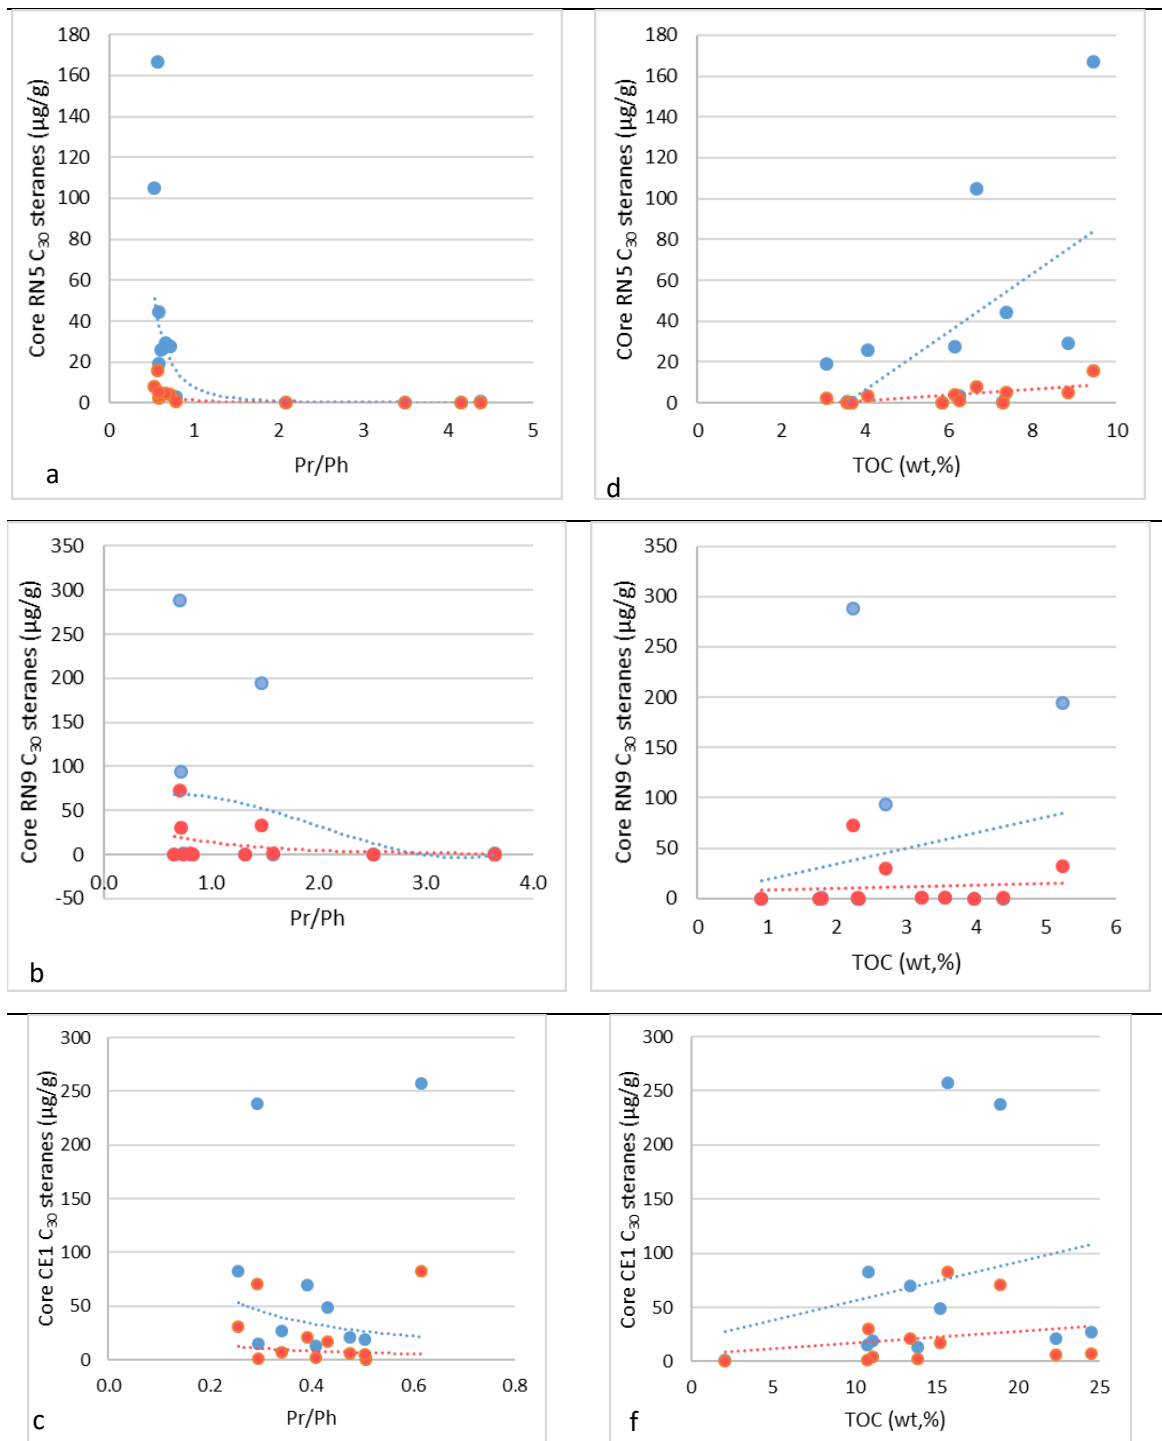 180
160
140
120
100
80
60
40
20
0
0 1 2 3 4 5
Core RN5 C₃₀ steranes (µg/g)
Pr/Ph
a
180
160
140
120
100
80
60
40
20
0
0 2 4 6 8 10
COre RN5 C₃₀ steranes (µg/g)
TOC (wt,%)
d
350
300
250
200
150
100
50
0
-50
0.0 1.0 2.0 3.0 4.0
Core RN9 C₃₀ steranes (µg/g)
Pr/Ph
b
350
300
250
200
150
100
50
0
0 1 2 3 4 5 6
Core RN9 C₃₀ steranes (µg/g)
TOC (wt,%)
300
250
200
150
100
50
0
0.0 0.2 0.4 0.6 0.8
Core CE1 C₃₀ steranes (µg/g)
Pr/Ph
c
300
250
200
150
100
50
0
0 5 10 15 20 25
Core CE1 C₃₀ steranes (µg/g)
TOC (wt,%)
f